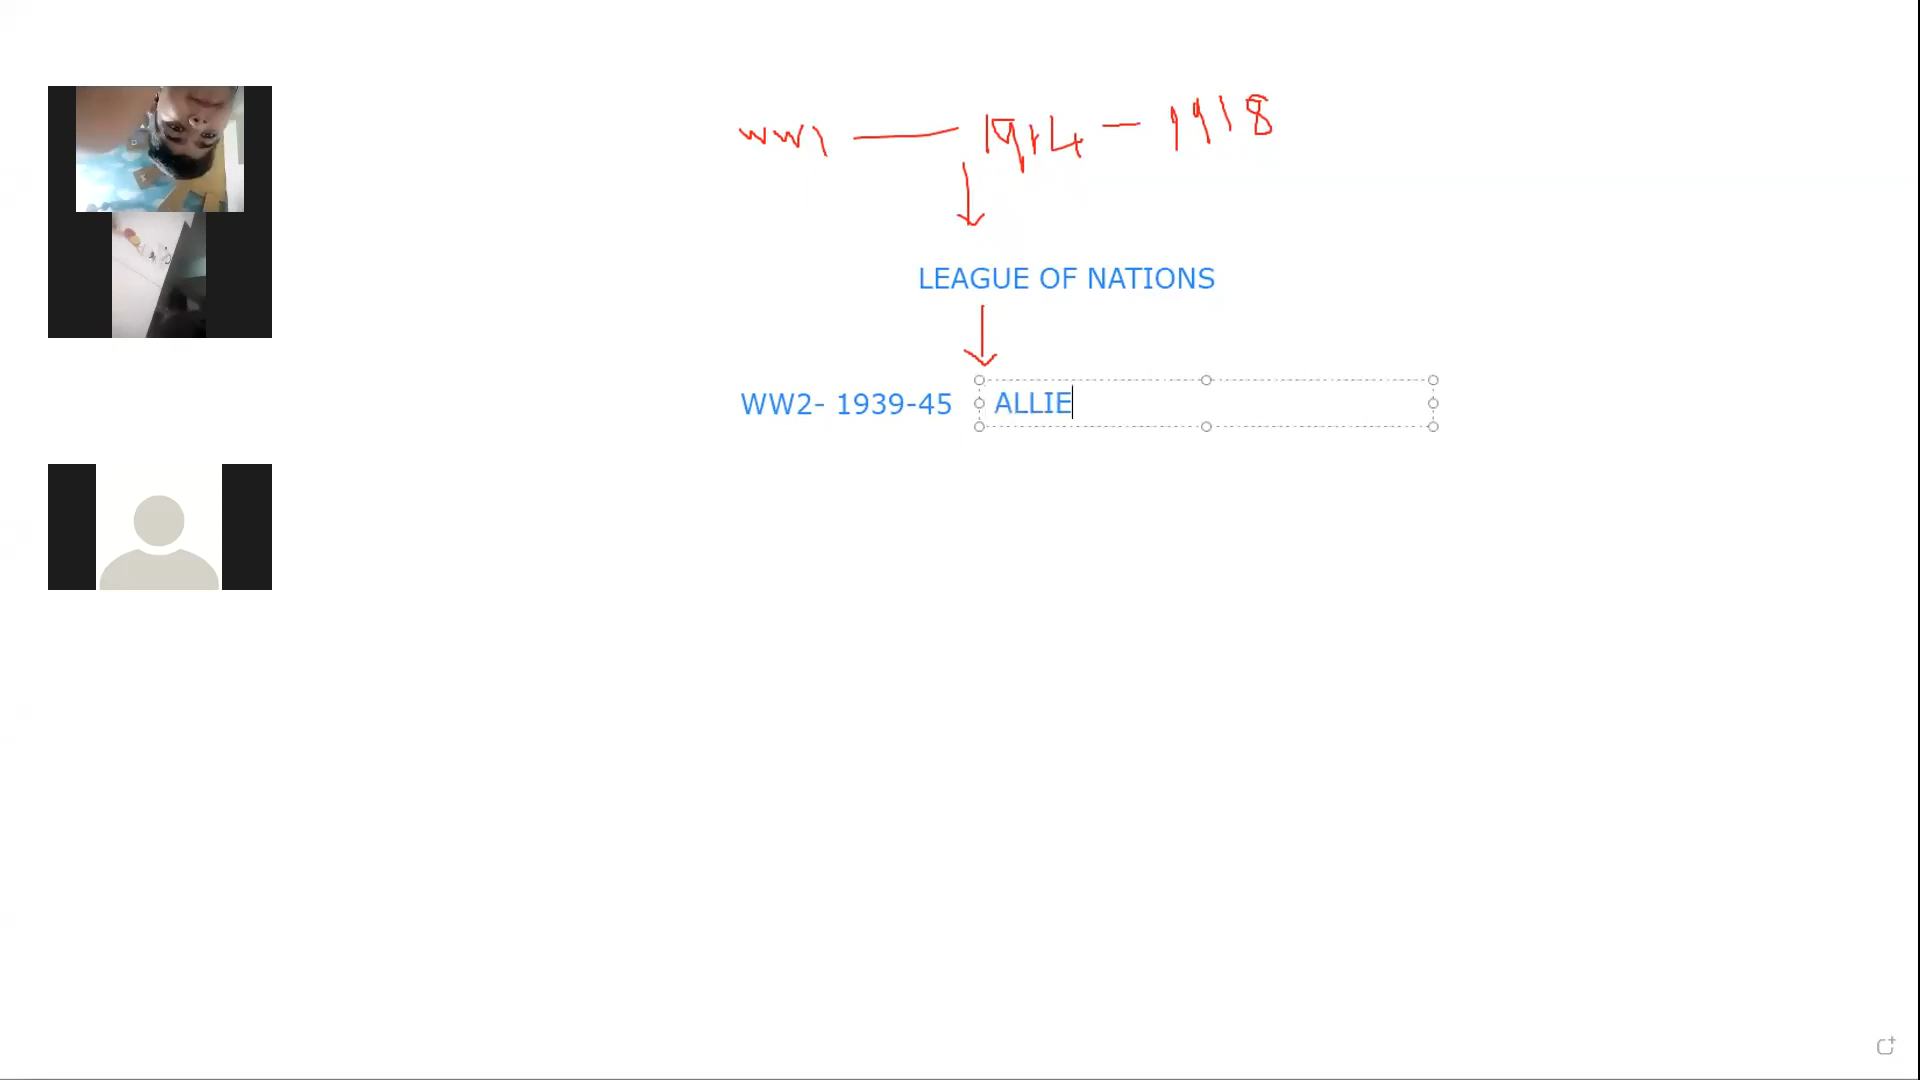 WW1 — 1914 — 1918
LEAGUE OF NATIONS
WW2- 1939-45 ALLIE